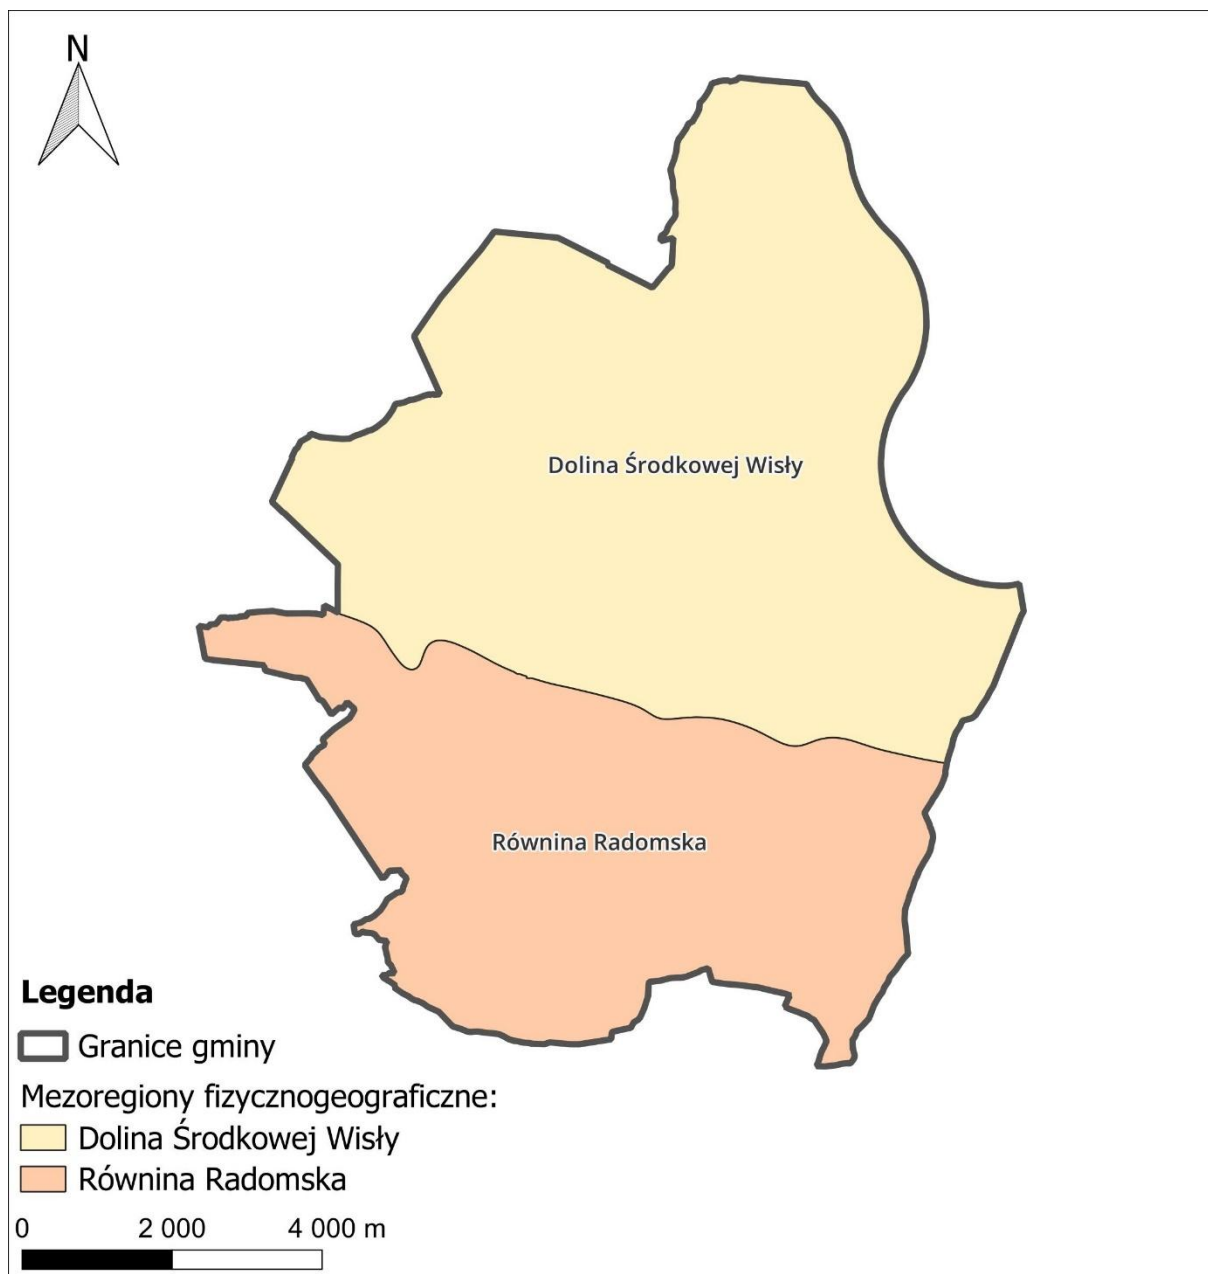 N
Dolina Środkowej Wisły
Równina Radomska
Legenda
Granice gminy
Mezoregiony fizycznogeograficzne:
Dolina Środkowej Wisły
Równina Radomska
0 2 000 4 000 m